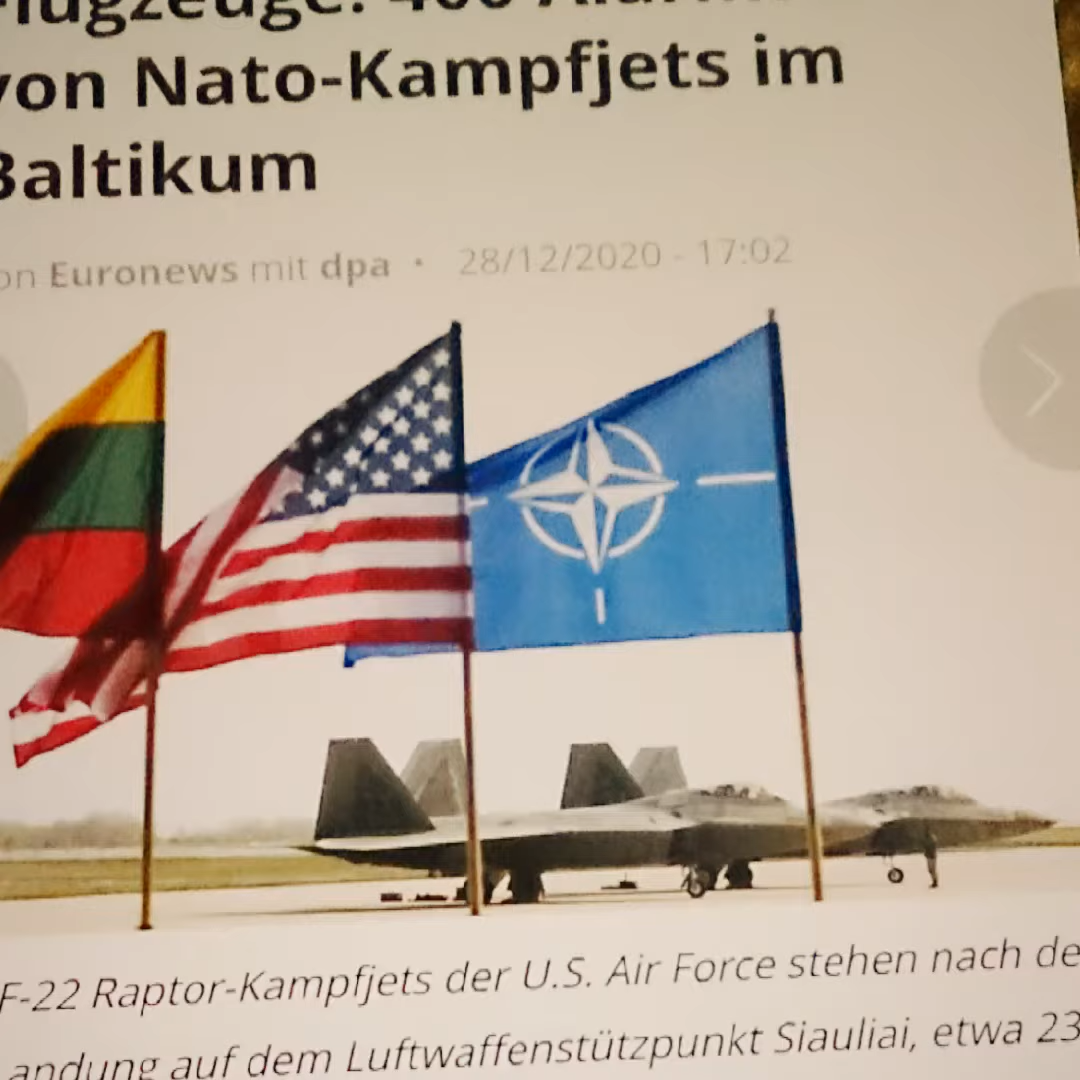 von Nato-Kampfjets im
Baltikum
on Euronews mit dpa • 28/12/2020 - 17:02
F-22 Raptor-Kampfjets der U.S. Air Force stehen nach de
andung auf dem Luftwaffenstützpunkt Siauliai, etwa 23